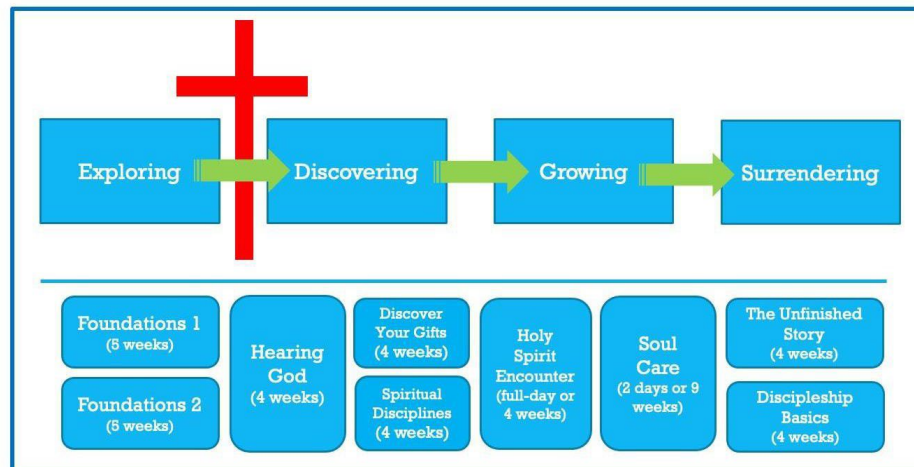 Exploring
Discovering
Growing
Surrendering
Foundations 1
(5 weeks)
Foundations 2
(5 weeks)
Hearing
God
(4 weeks)
Discover
Your Gifts
(4 weeks)
Spiritual
Disciplines
(4 weeks)
Holy
Spirit
Encounter
(full-day or
4 weeks)
Soul
Care
(2 days or 9
weeks)
The Unfinished
Story
(4 weeks)
Discipleship
Basics
(4 weeks)